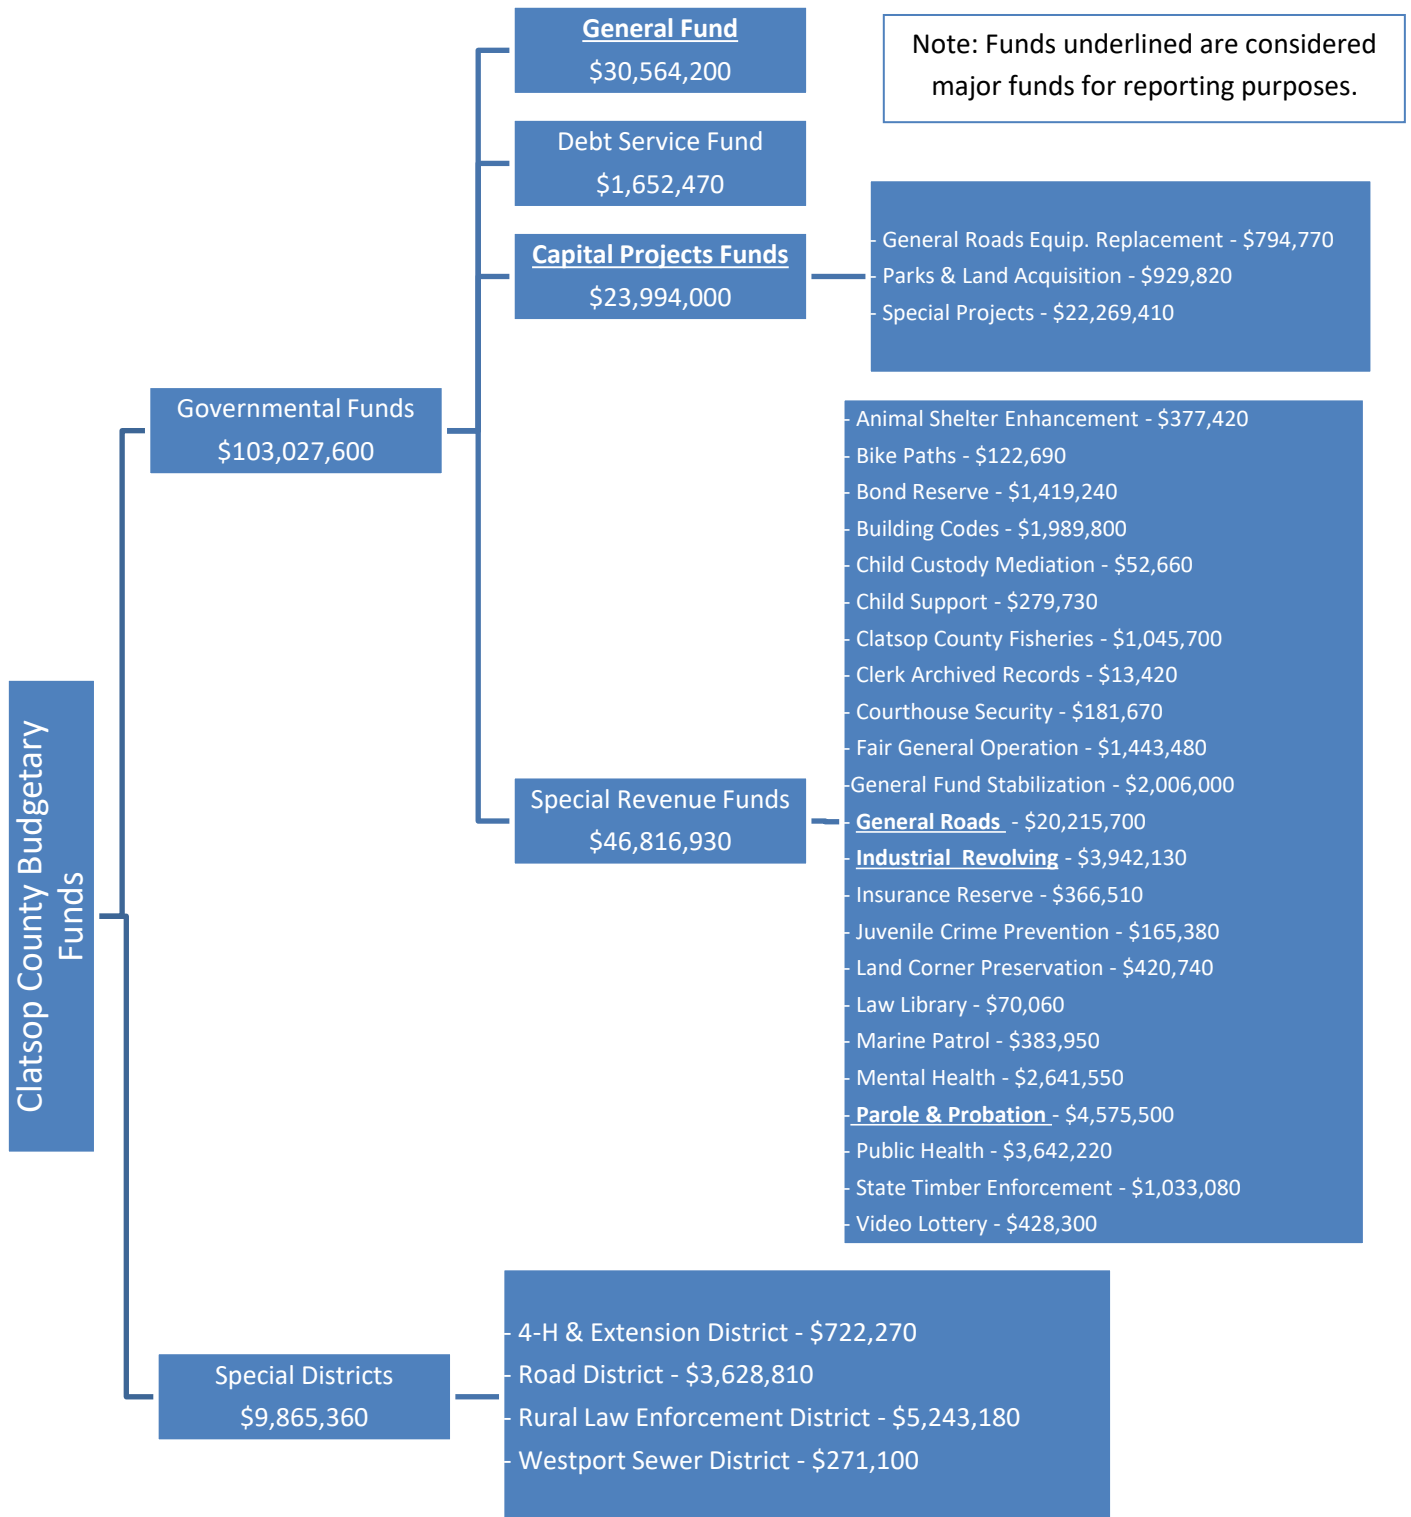 General Fund
$30,564,200
Note: Funds underlined are considered
major funds for reporting purposes.
Debt Service Fund
$1,652,470
Capital Projects Funds
$23,994,000
- General Roads Equip. Replacement - $794,770
- Parks & Land Acquisition - $929,820
- Special Projects - $22,269,410
Governmental Funds
$103,027,600
- Animal Shelter Enhancement - $377,420
- Bike Paths - $122,690
- Bond Reserve - $1,419,240
- Building Codes - $1,989,800
- Child Custody Mediation - $52,660
- Child Support - $279,730
- Clatsop County Fisheries - $1,045,700
- Clerk Archived Records - $13,420
- Courthouse Security - $181,670
- Fair General Operation - $1,443,480
-General Fund Stabilization - $2,006,000
- General Roads  - $20,215,700
- Industrial  Revolving - $3,942,130
- Insurance Reserve - $366,510
- Juvenile Crime Prevention - $165,380
- Land Corner Preservation - $420,740
- Law Library - $70,060
- Marine Patrol - $383,950
- Mental Health - $2,641,550
- Parole & Probation - $4,575,500
- Public Health - $3,642,220
- State Timber Enforcement - $1,033,080
- Video Lottery - $428,300
Special Revenue Funds
$46,816,930
Clatsop County Budgetary
Funds
Special Districts
$9,865,360
- 4-H & Extension District - $722,270
- Road District - $3,628,810
- Rural Law Enforcement District - $5,243,180
- Westport Sewer District - $271,100